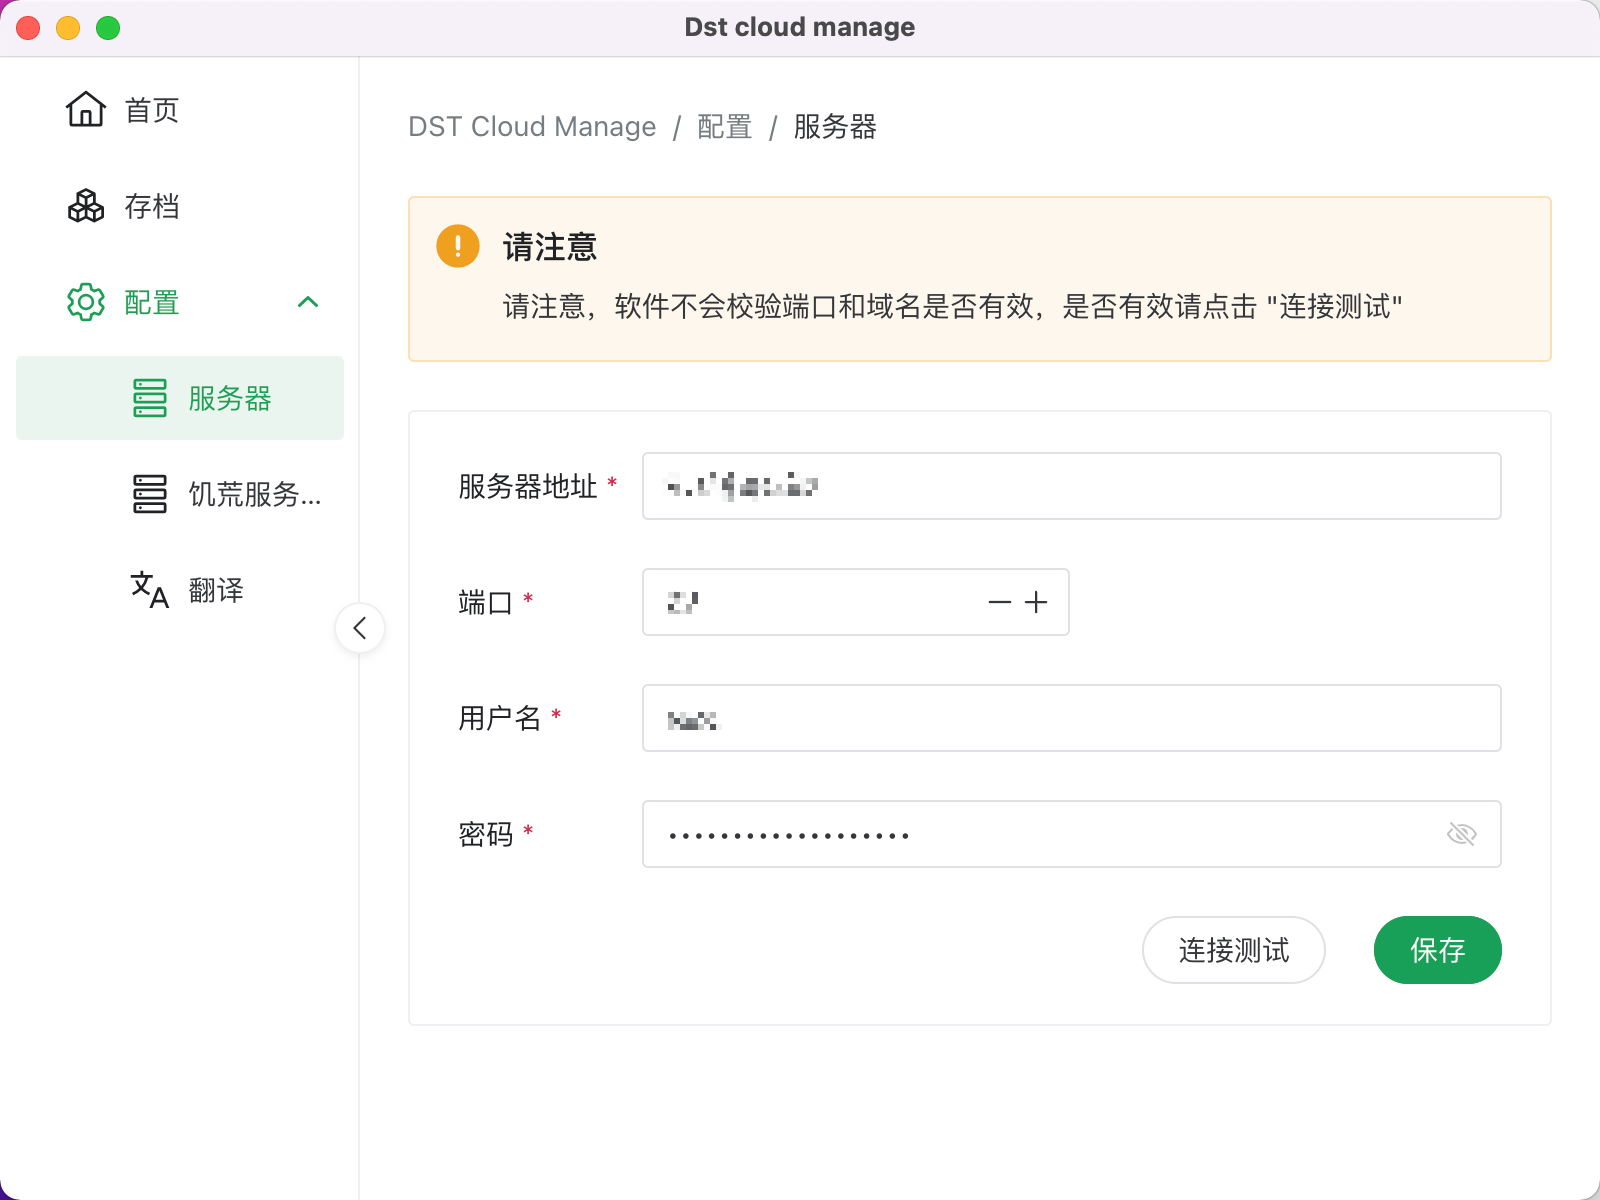 Dst cloud manage
首页
存档
配置
服务器
饥荒服务...
翻译
DST Cloud Manage / 配置 / 服务器
请注意
请注意，软件不会校验端口和域名是否有效，是否有效请点击 "连接测试"
服务器地址 *
端口 *
用户名 *
密码 *
连接测试
保存